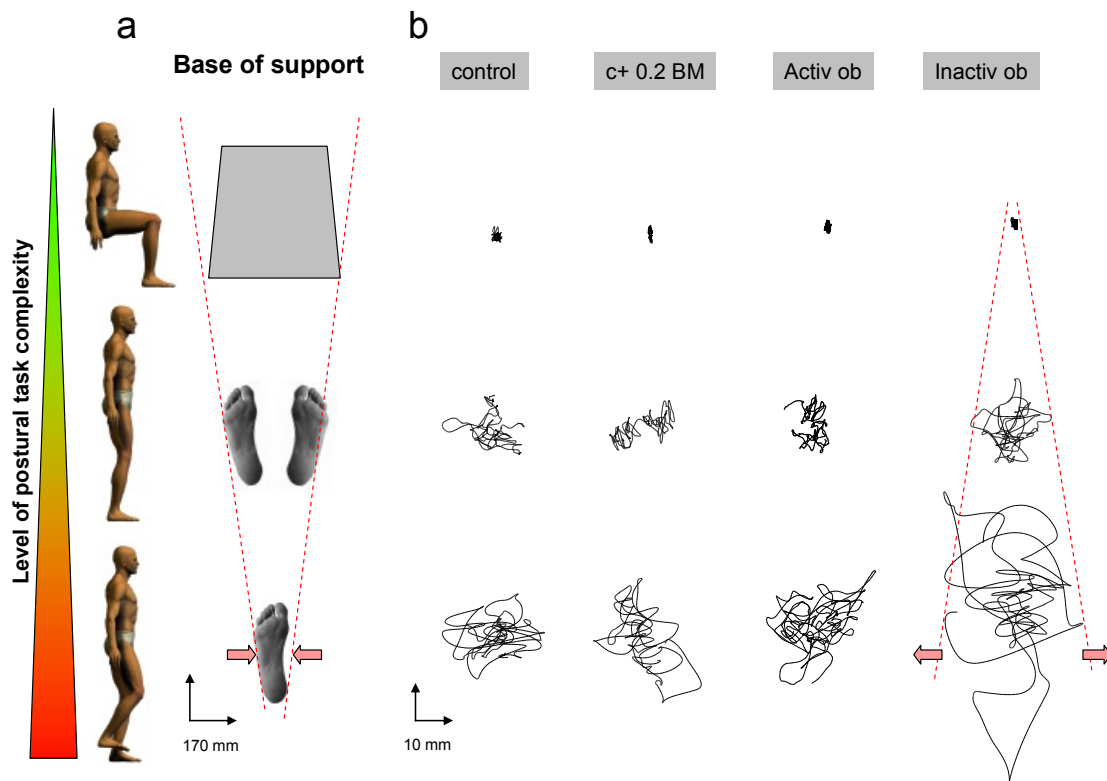 a
Base of support
b
control
c+ 0.2 BM
Activ ob
Inactiv ob
Level of postural task complexity
170 mm
10 mm